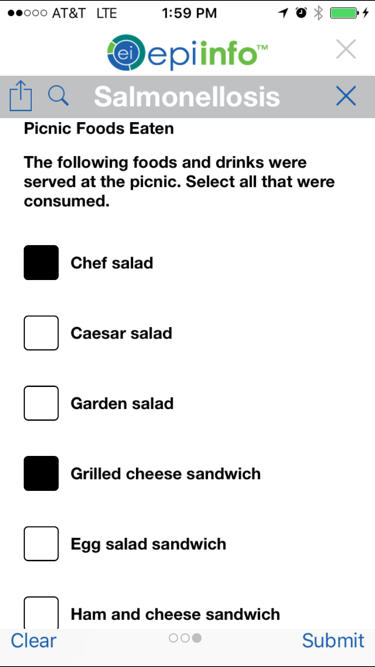 AT&T LTE 1:59 PM
ei epiinfo™
Salmonellosis
Picnic Foods Eaten
The following foods and drinks were
served at the picnic. Select all that were
consumed.
Chef salad
Caesar salad
Garden salad
Grilled cheese sandwich
Egg salad sandwich
Ham and cheese sandwich
Clear Submit